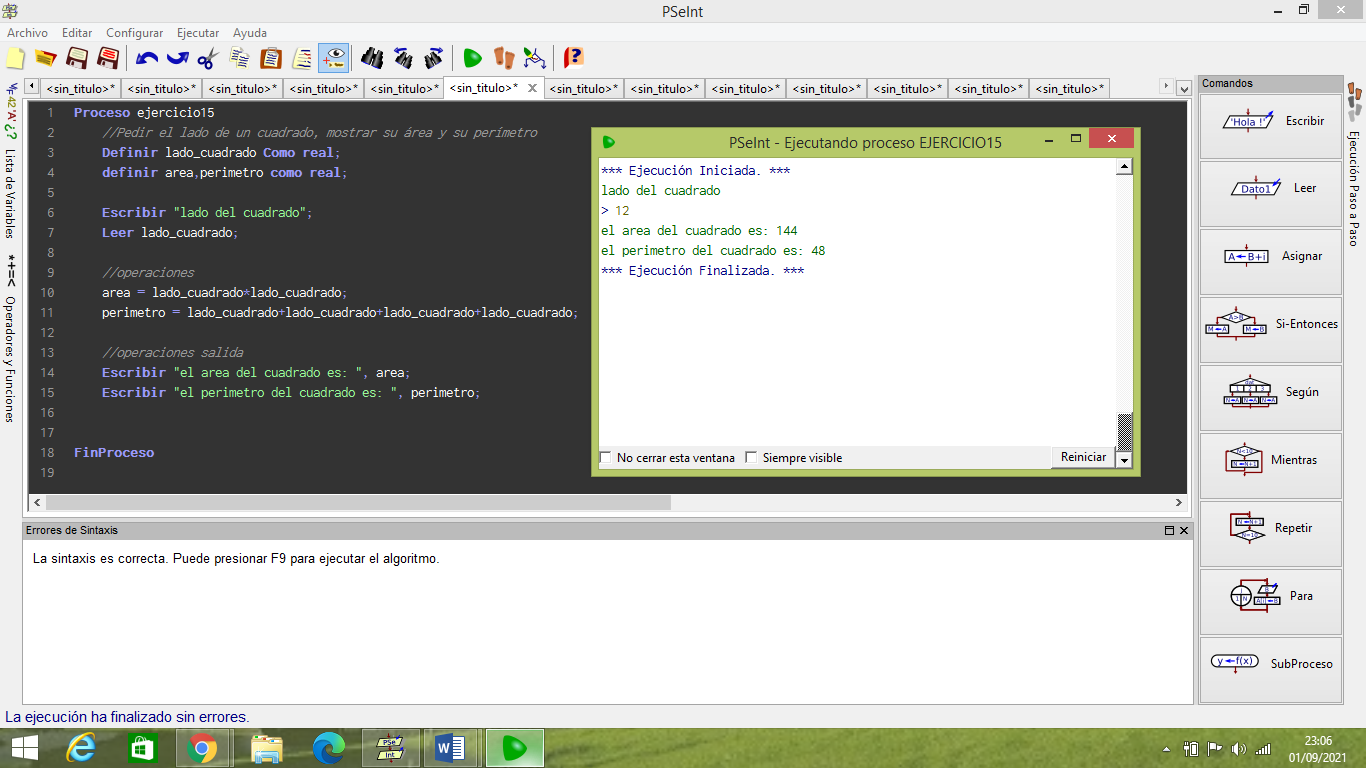 PSeInt
Archivo Editar Configurar Ejecutar Ayuda
<sin_titulo>* <sin_titulo>* <sin_titulo>* <sin_titulo>* <sin_titulo>* <sin_titulo>* <sin_titulo>* <sin_titulo>* <sin_titulo>* <sin_titulo>* <sin_titulo>* <sin_titulo>* <sin_titulo>*
Lista de Variables
Operadores y Funciones
1 Proceso ejercicio15
2 //Pedir el lado de un cuadrado, mostrar su área y su perímetro
3 Definir lado_cuadrado Como real;
4 definir area,perimetro como real;
5
6 Escribir "lado del cuadrado";
7 Leer lado_cuadrado;
8
9 //operaciones
10 area = lado_cuadrado*lado_cuadrado;
11 perimetro = lado_cuadrado+lado_cuadrado+lado_cuadrado+lado_cuadrado;
12
13 //operaciones salida
14 Escribir "el area del cuadrado es: ", area;
15 Escribir "el perimetro del cuadrado es: ", perimetro;
16
17
18 FinProceso
19
PSeInt - Ejecutando proceso EJERCICIO15
*** Ejecución Iniciada. ***
lado del cuadrado
> 12
el area del cuadrado es: 144
el perimetro del cuadrado es: 48
*** Ejecución Finalizada. ***
No cerrar esta ventana Siempre visible Reiniciar
Errores de Sintaxis
La sintaxis es correcta. Puede presionar F9 para ejecutar el algoritmo.
La ejecución ha finalizado sin errores.
Comandos
'Hola !' Escribir
Dato1 Leer
A←B+i Asignar
A>B M←A M←B Si-Entonces
Según
Mientras
Repetir
Para
y←f(x) SubProceso
Ejecución Paso a Paso
PSe Int
23:06
01/09/2021